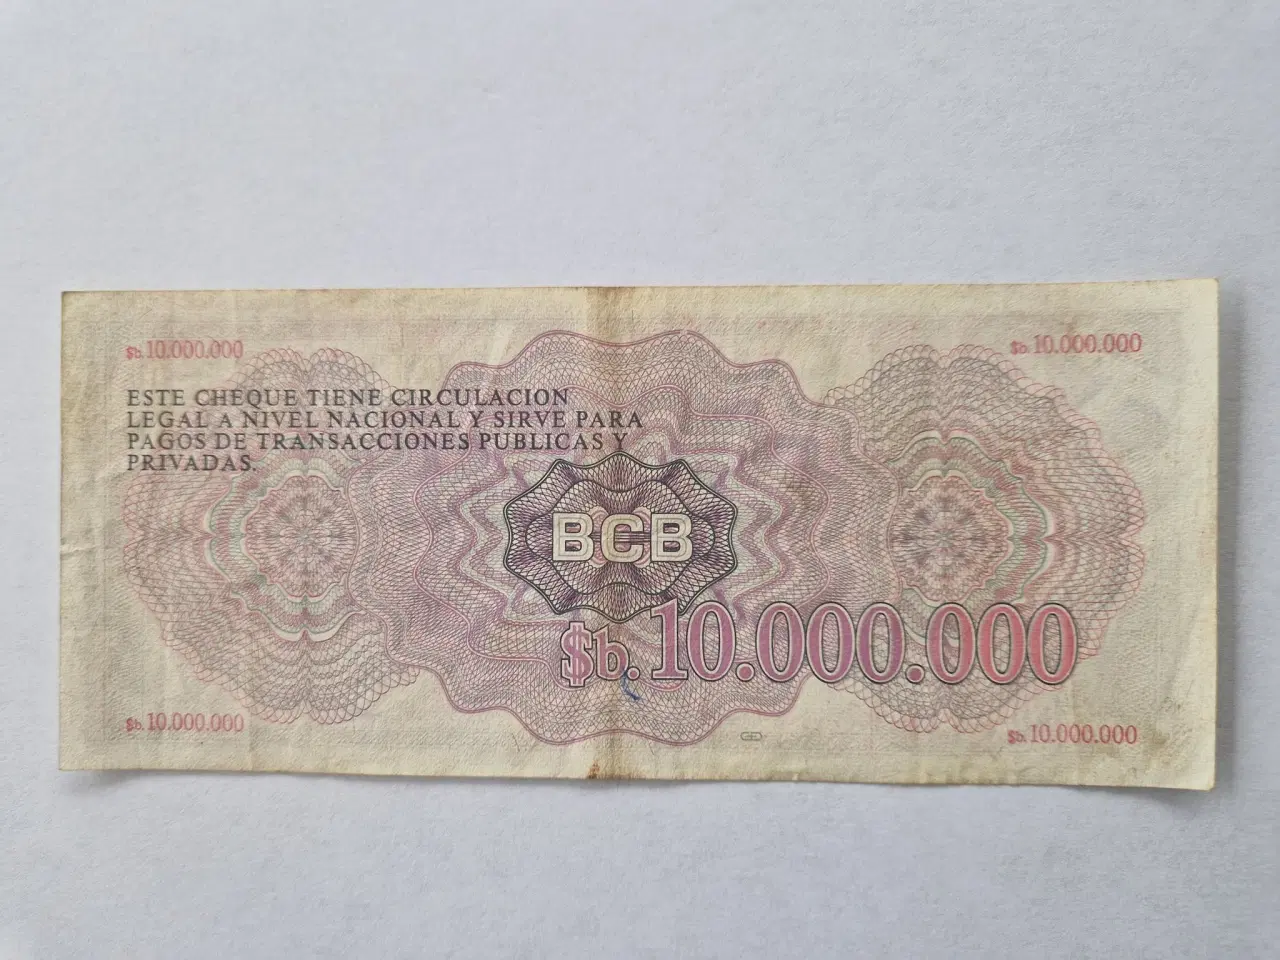 $b. 10.000.000
$b. 10.000.000
ESTE CHEQUE TIENE CIRCULACION
LEGAL A NIVEL NACIONAL Y SIRVE PARA
PAGOS DE TRANSACCIONES PUBLICAS Y
PRIVADAS.
BCB
$b. 10.000.000
$b. 10.000.000
$b. 10.000.000